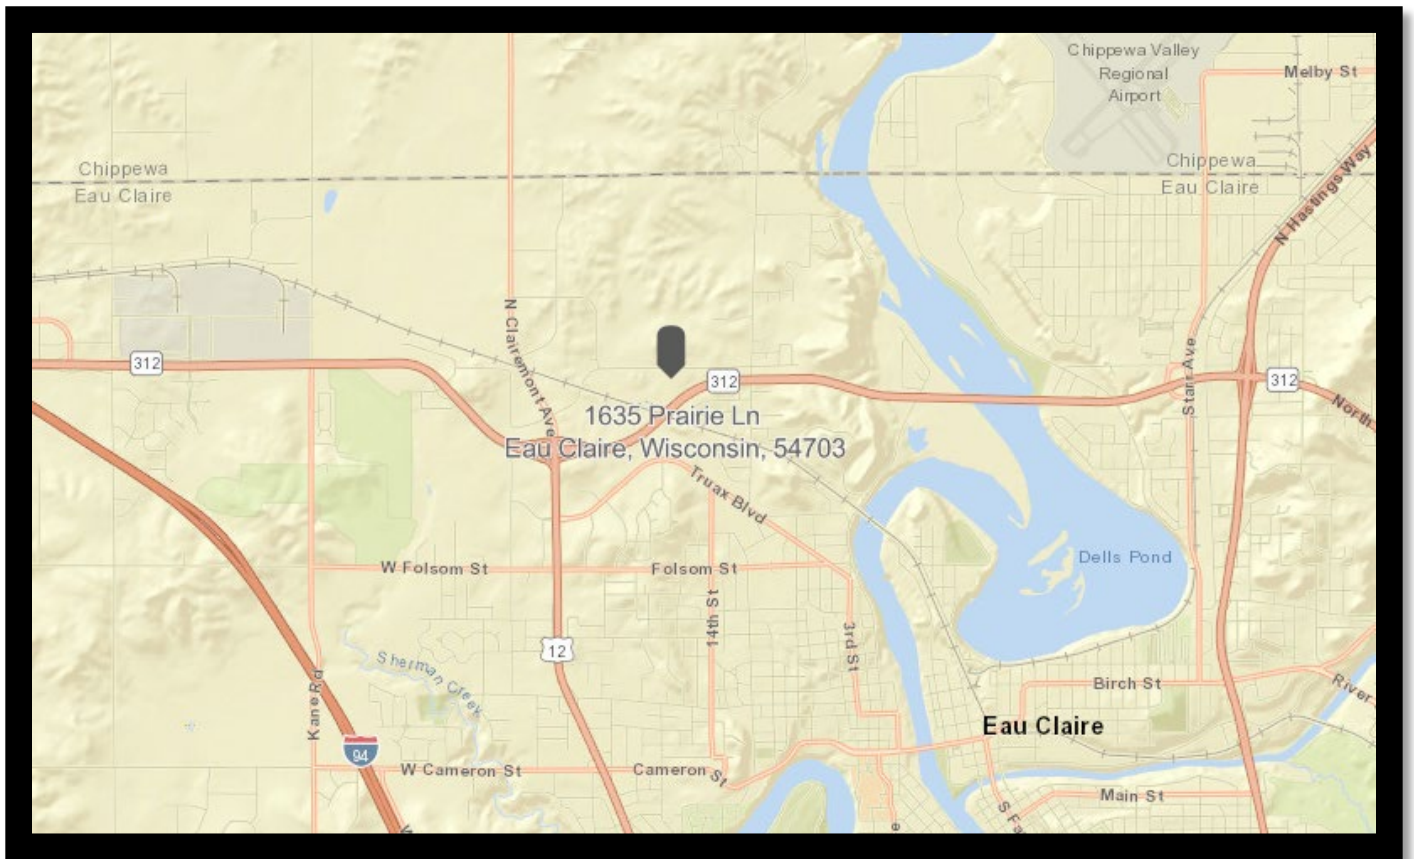 Chippewa Valley
Regional
Airport
Melby St
Chippewa
Eau Claire
Chippewa
Eau Claire
N Hastings Way
N Clairemont Ave
312
312
Starr Ave
312
North
1635 Prairie Ln
Eau Claire, Wisconsin, 54703
Truax Blvd
Dells Pond
W Folsom St
Folsom St
14th St
3rd St
12
Sherman Creek
Kane Rd
Birch St
River
Eau Claire
94
W Cameron St
Cameron St
Main St
S Fa
W
e